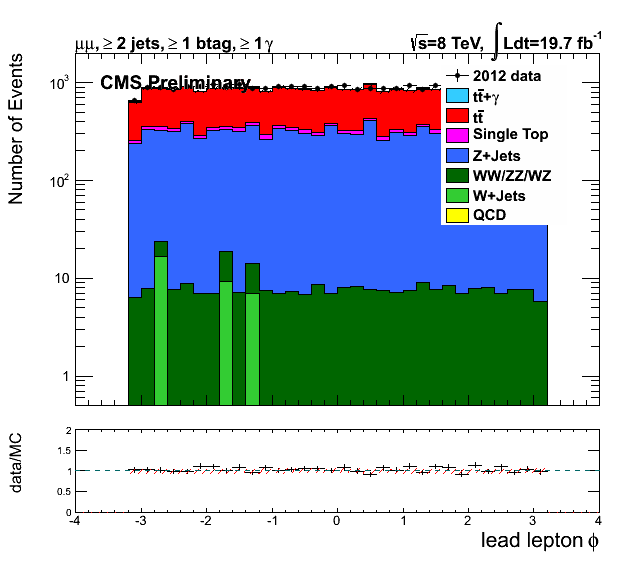 μμ, ≥ 2 jets, ≥ 1 btag, ≥ 1 γ
√s=8 TeV, ∫ Ldt=19.7 fb⁻¹
CMS Preliminary
Number of Events
10³
10²
10
1
2012 data
tt̄+γ
tt̄
Single Top
Z+Jets
WW/ZZ/WZ
W+Jets
QCD
data/MC
2
1.5
1
0.5
0
-4 -3 -2 -1 0 1 2 3 4
lead lepton ϕ